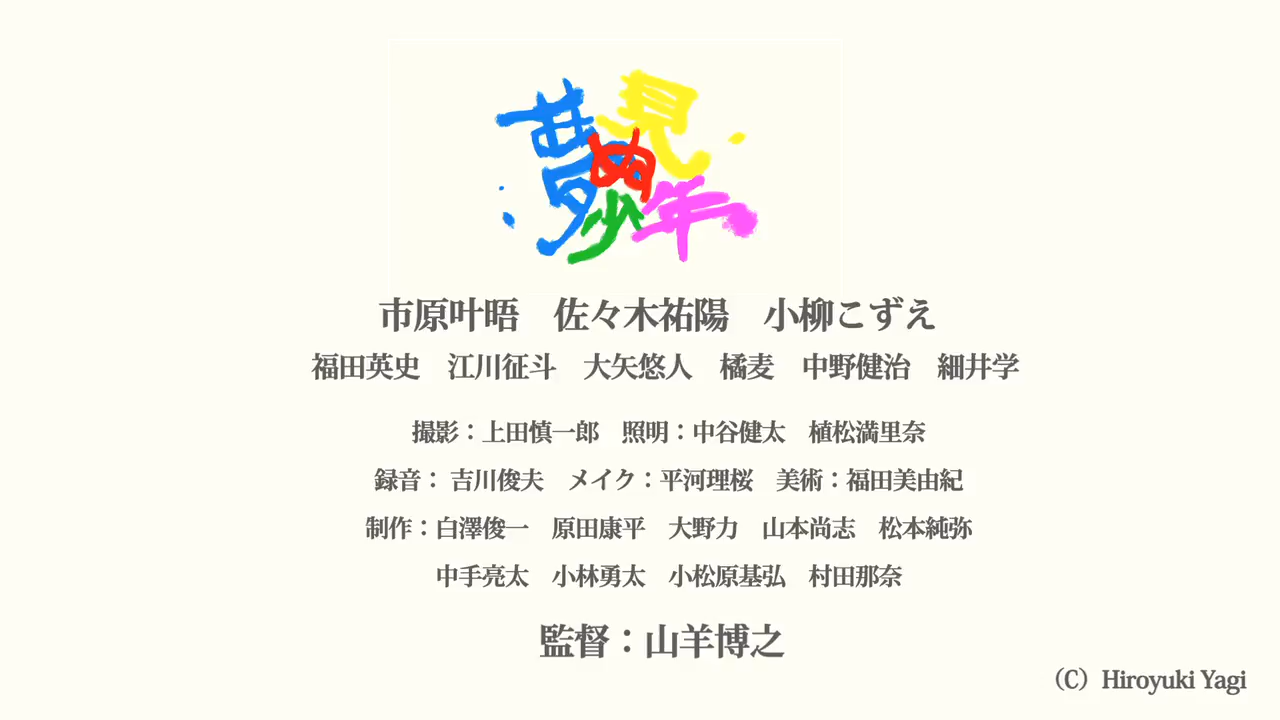 夢見ぬ少年
市原叶晤　佐々木祐陽　小柳こずえ
福田英史　江川征斗　大矢悠人　橘麦　中野健治　細井学
撮影：上田慎一郎　照明：中谷健太　植松満里奈
録音： 吉川俊夫　メイク：平河理桜　美術：福田美由紀
制作：白澤俊一　原田康平　大野力　山本尚志　松本純弥
中手亮太　小林勇太　小松原基弘　村田那奈
監督：山羊博之
（C）Hiroyuki Yagi